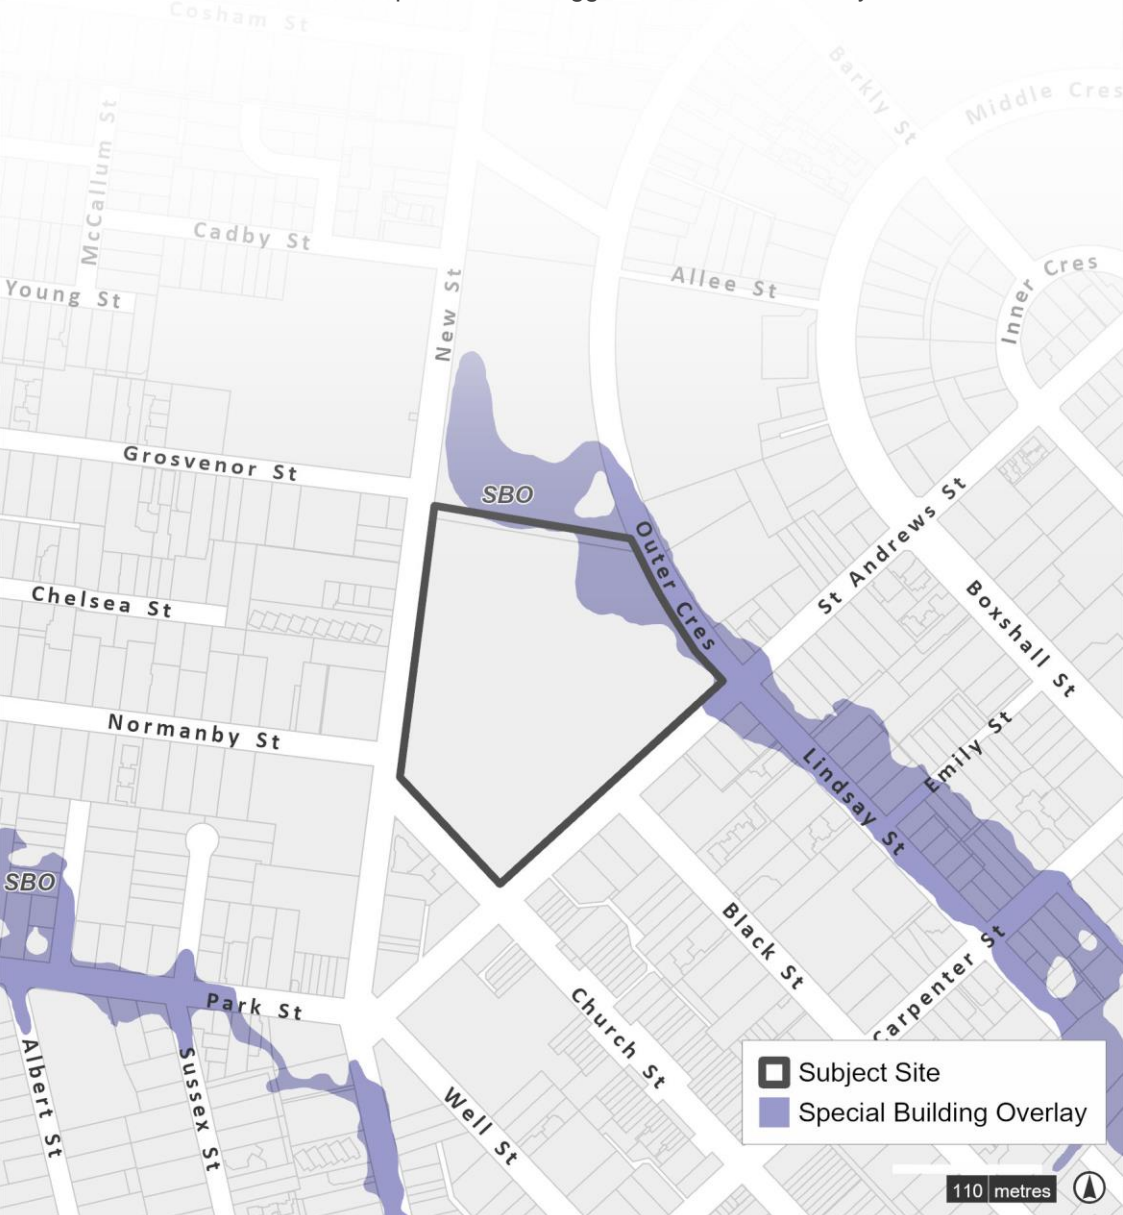 Cosham St
Barkly St
Middle Cres
McCallum St
Cadby St
Inner Cres
Allee St
Young St
New St
Grosvenor St
SBO
St Andrews St
Outer Cres
Chelsea St
Boxshall St
Normanby St
Emily St
Lindsay St
SBO
Black St
Carpenter St
Park St
Church St
Albert St
Sussex St
Well St
Subject Site
Special Building Overlay
110 metres